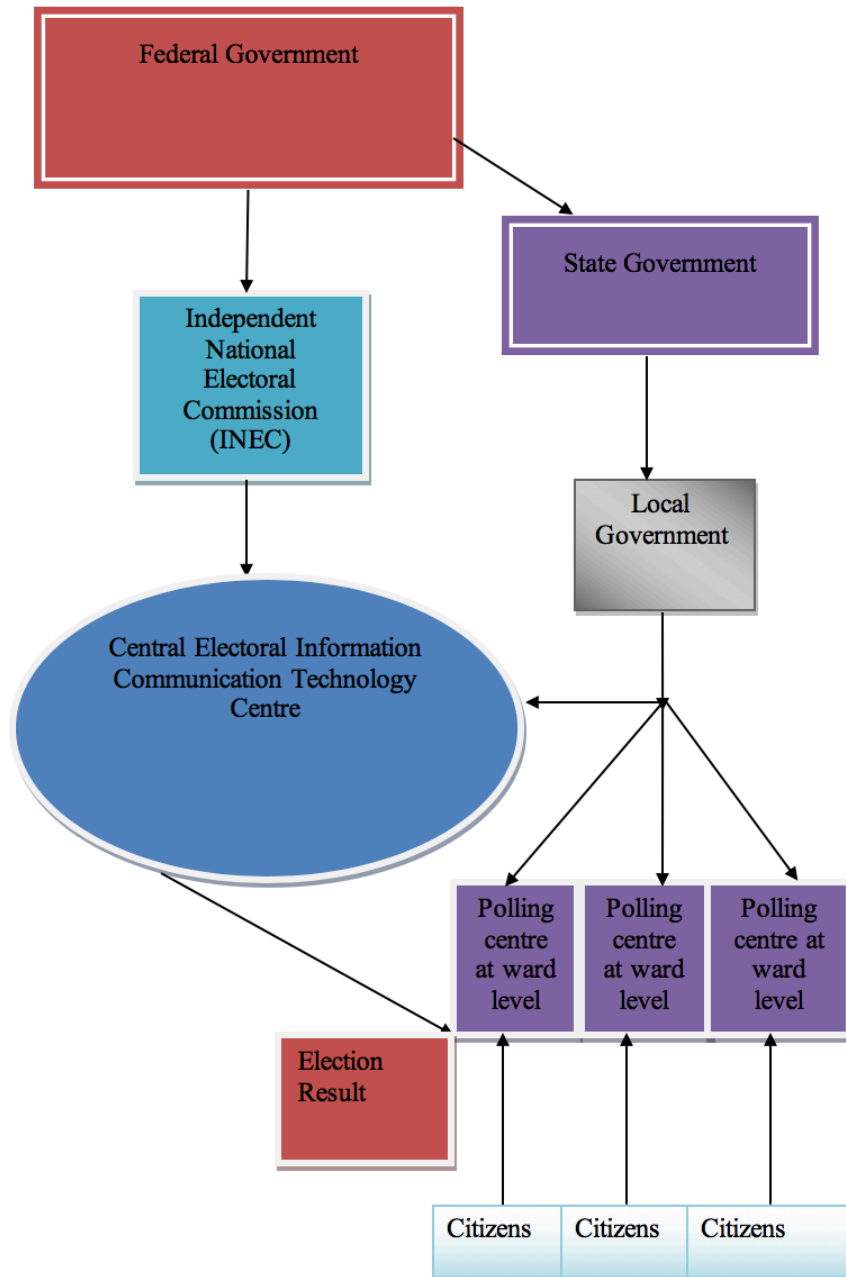 Federal Government
State Government
Independent
National
Electoral
Commission
(INEC)
Local
Government
Central Electoral Information
Communication Technology
Centre
Polling
centre
at ward
level
Polling
centre
at ward
level
Polling
centre at
ward
level
Election
Result
Citizens
Citizens
Citizens